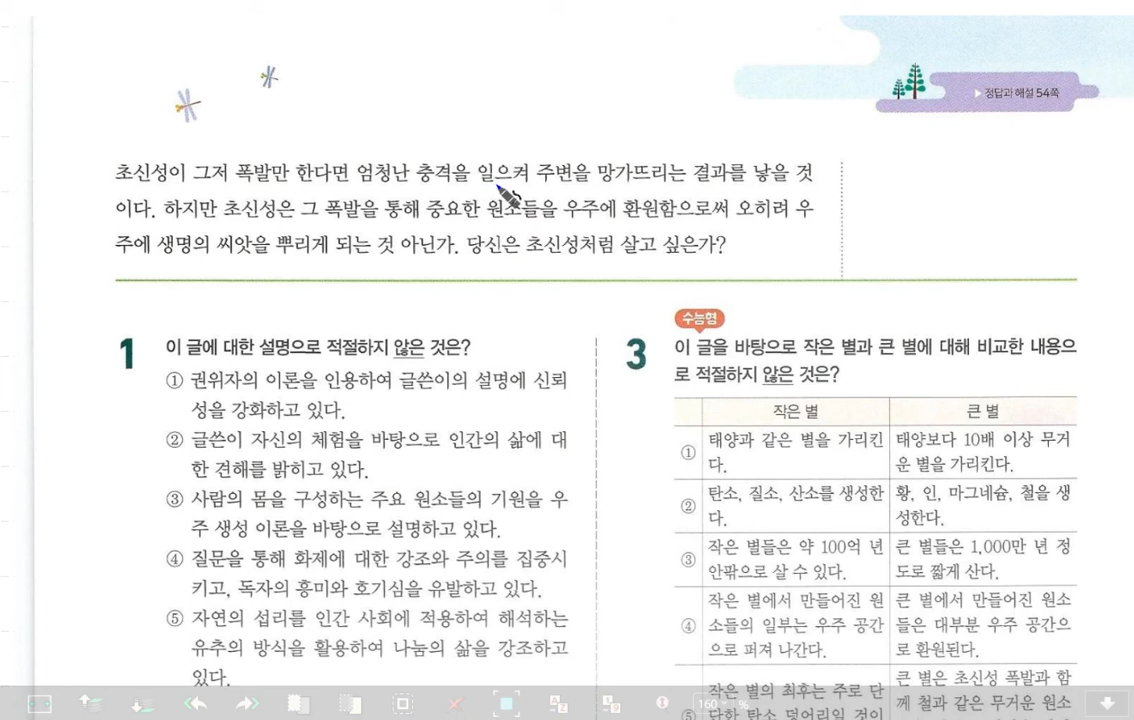 ▶ 정답과 해설 54쪽
초신성이 그저 폭발만 한다면 엄청난 충격을 일으켜 주변을 망가뜨리는 결과를 낳을 것
이다. 하지만 초신성은 그 폭발을 통해 중요한 원소들을 우주에 환원함으로써 오히려 우
주에 생명의 씨앗을 뿌리게 되는 것 아닌가. 당신은 초신성처럼 살고 싶은가?
1 이 글에 대한 설명으로 적절하지 않은 것은?
① 권위자의 이론을 인용하여 글쓴이의 설명에 신뢰
성을 강화하고 있다.
② 글쓴이 자신의 체험을 바탕으로 인간의 삶에 대
한 견해를 밝히고 있다.
③ 사람의 몸을 구성하는 주요 원소들의 기원을 우
주 생성 이론을 바탕으로 설명하고 있다.
④ 질문을 통해 화제에 대한 강조와 주의를 집중시
키고, 독자의 흥미와 호기심을 유발하고 있다.
⑤ 자연의 섭리를 인간 사회에 적용하여 해석하는
유추의 방식을 활용하여 나눔의 삶을 강조하고
있다.
수능형
3 이 글을 바탕으로 작은 별과 큰 별에 대해 비교한 내용으
로 적절하지 않은 것은?
작은 별 큰 별
① 태양과 같은 별을 가리킨 태양보다 10배 이상 무거
다. 운 별을 가리킨다.
② 탄소, 질소, 산소를 생성한 황, 인, 마그네슘, 철을 생
다. 성한다.
③ 작은 별들은 약 100억 년 큰 별들은 1,000만 년 정
안팎으로 살 수 있다. 도로 짧게 산다.
④ 작은 별에서 만들어진 원 큰 별에서 만들어진 원소
소들의 일부는 우주 공간 들은 대부분 우주 공간으
으로 퍼져 나간다. 로 환원된다.
⑤ 작은 별의 최후는 주로 단 큰 별은 초신성 폭발과 함
단한 탄소 덩어리일 것이 께 철과 같은 무거운 원소
160 %